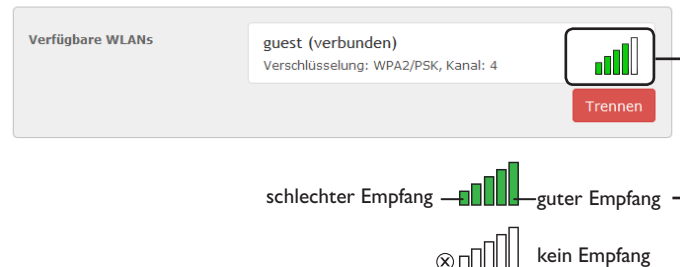 Verfügbare WLANs
guest (verbunden)
Verschlüsselung: WPA2/PSK, Kanal: 4
Trennen
schlechter Empfang
guter Empfang
kein Empfang